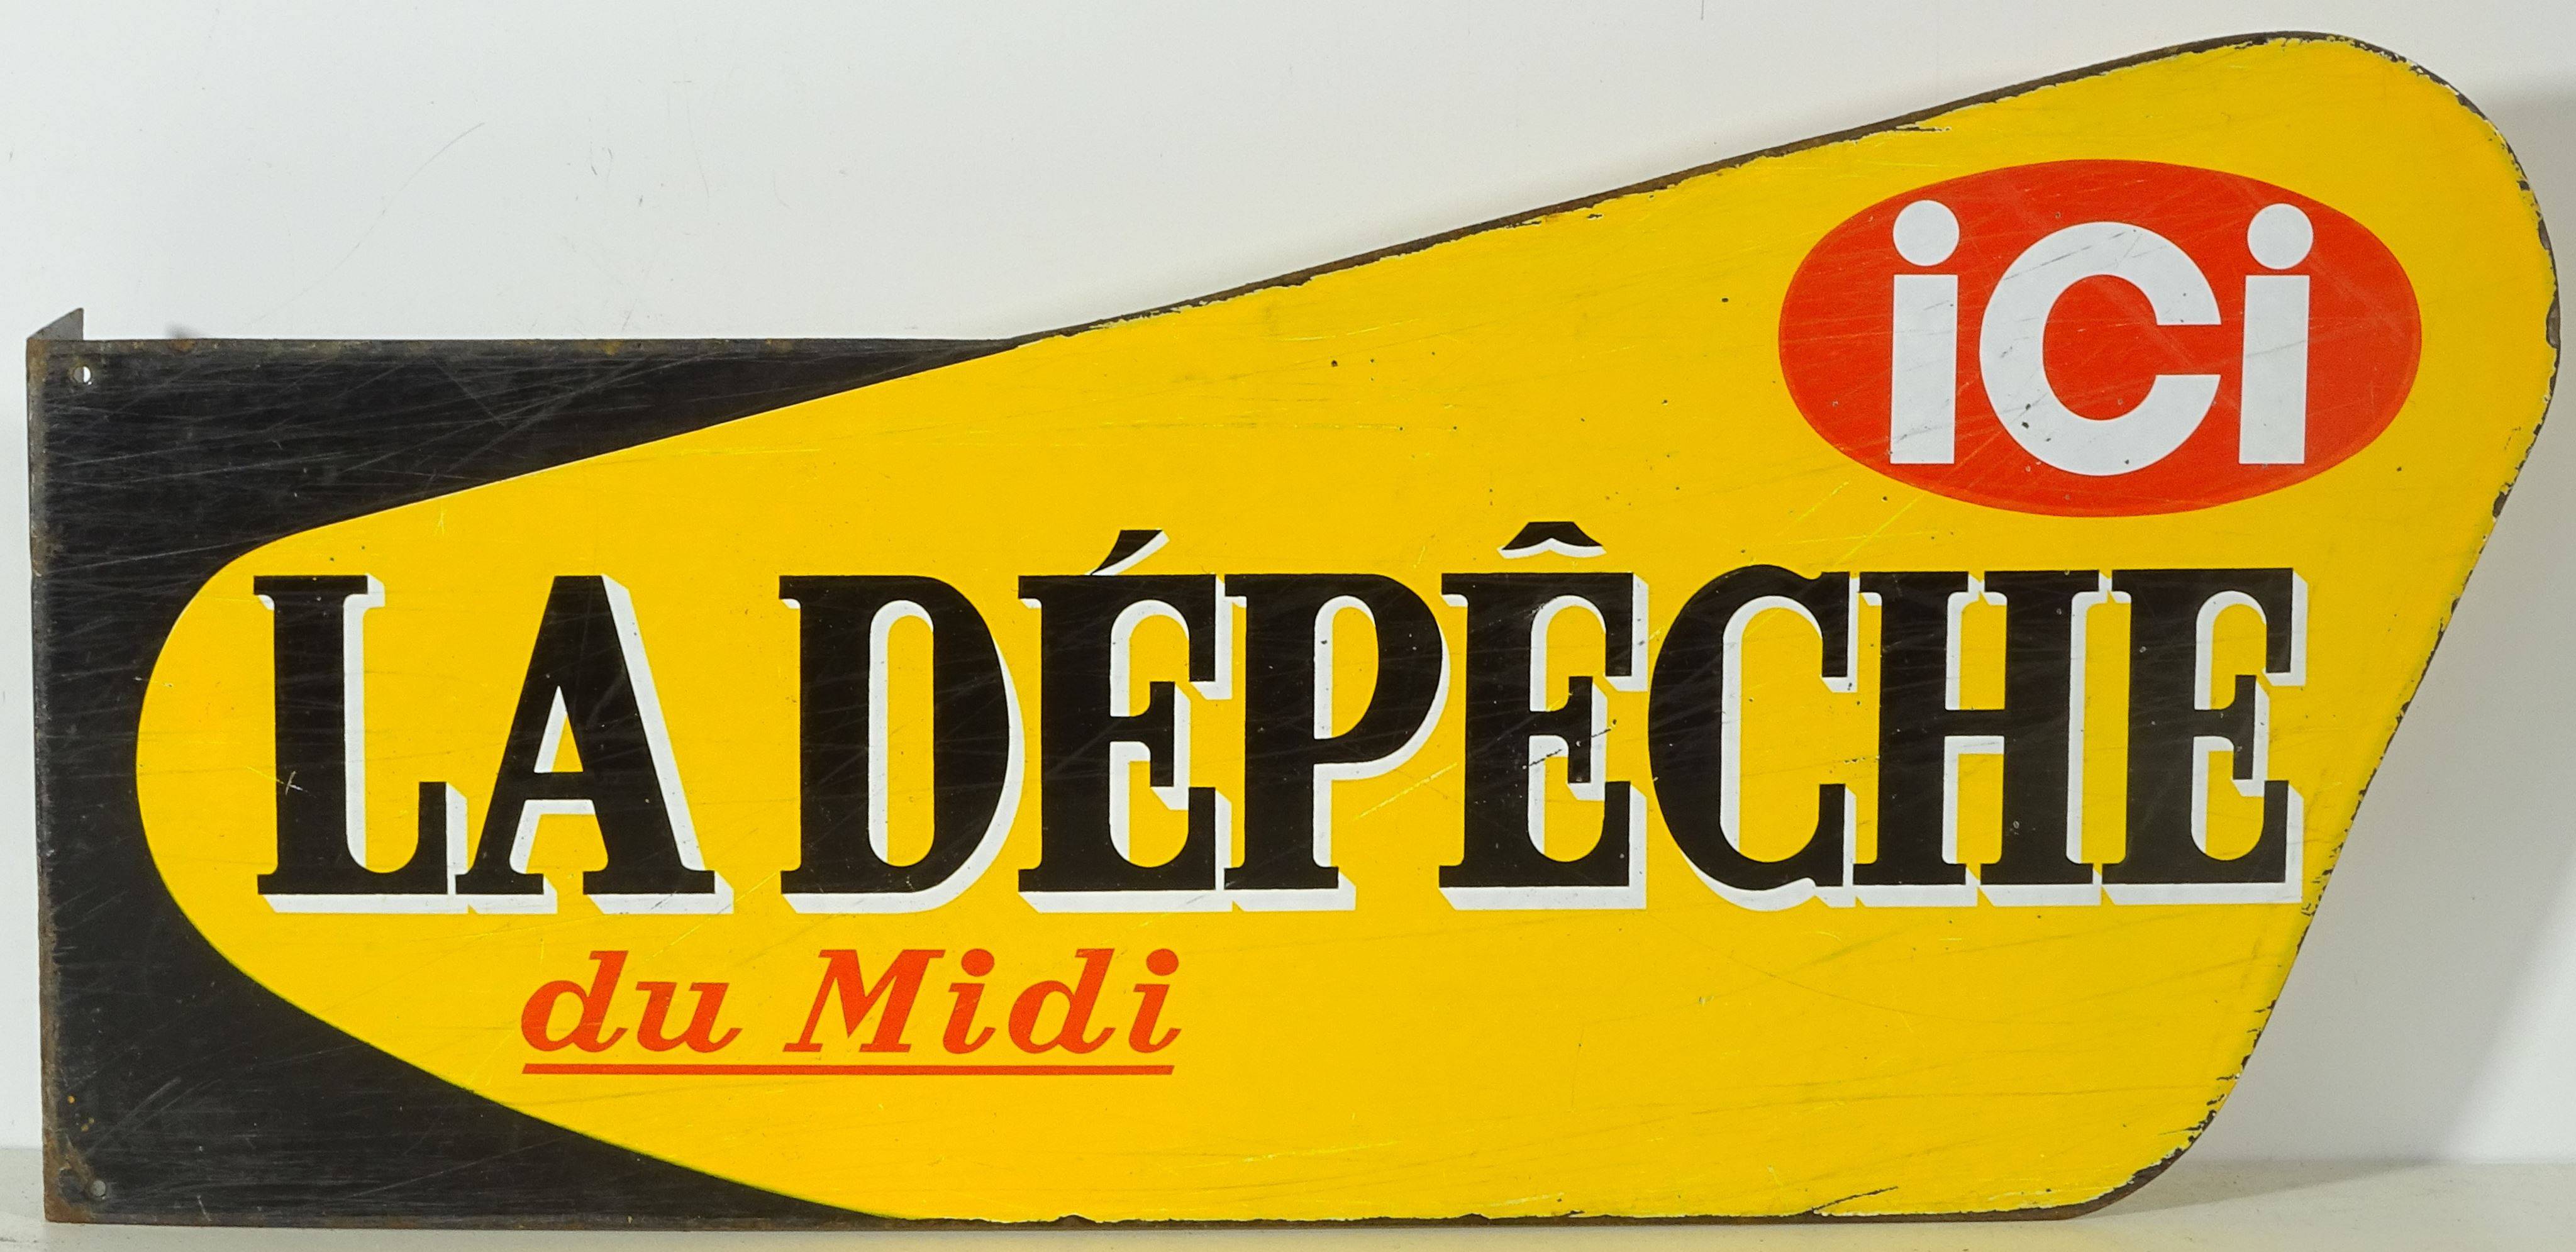 iCi
LA DÉPÊCHE
du Midi